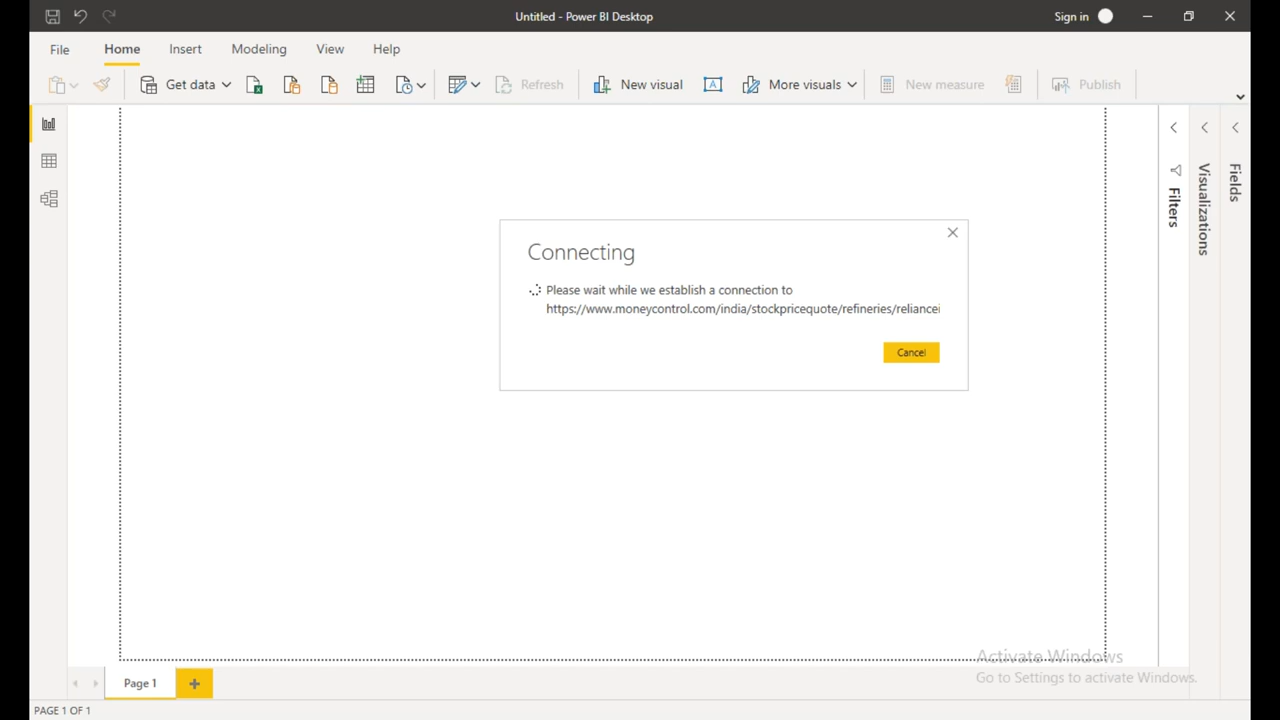 Untitled - Power BI Desktop
Sign in
File Home Insert Modeling View Help
Get data
Refresh
New visual
A
More visuals
New measure
Publish
Filters
Visualizations
Fields
Connecting
Please wait while we establish a connection to
https://www.moneycontrol.com/india/stockpricequote/refineries/reliancei
Cancel
Activate Windows
Go to Settings to activate Windows.
Page 1
PAGE 1 OF 1